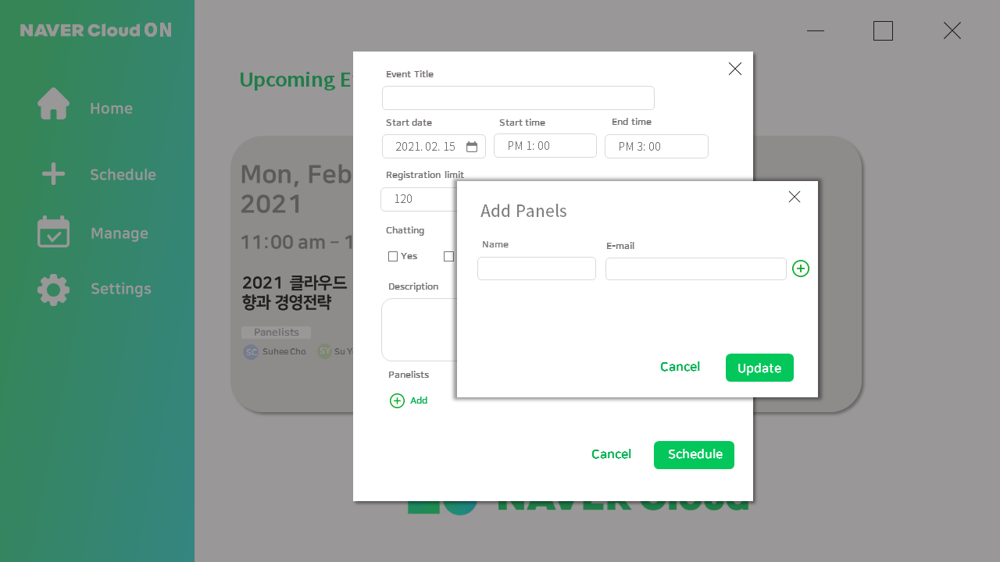 NAVER Cloud ON
Home
Schedule
Manage
Settings
Upcoming
Mon, Feb
2021
11:00 am –
2021 클라우드
향과 경영전략
Panelists
SC Suhee Cho SY Su
Event Title
Start date Start time End time
2021. 02. 15 PM 1: 00 PM 3: 00
Registration limit
120
Chatting
Yes
Description
Panelists
Add
Cancel Schedule
Add Panels
Name E-mail
Cancel Update
NAVER Cloud